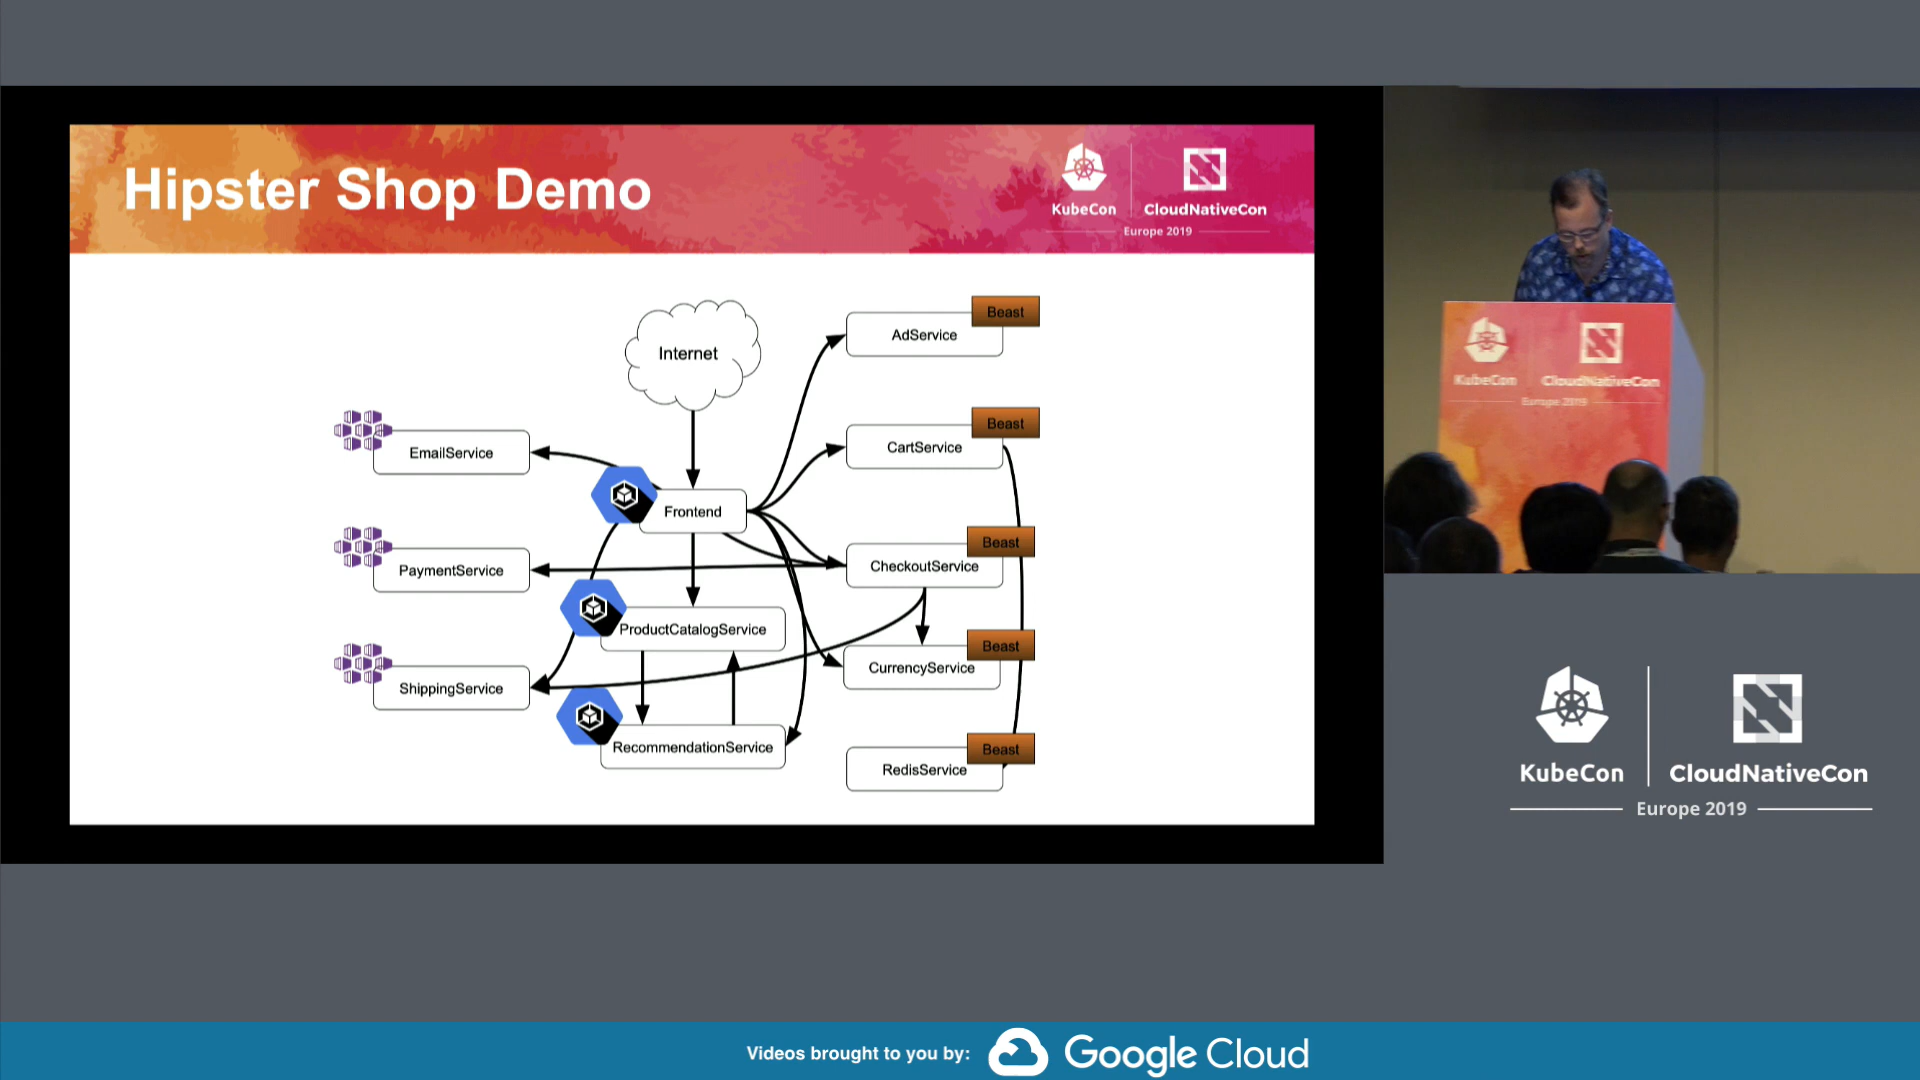 Hipster Shop Demo
KubeCon
CloudNativeCon
Europe 2019
Internet
Beast
AdService
Beast
CartService
EmailService
Frontend
Beast
CheckoutService
PaymentService
ProductCatalogService
Beast
CurrencyService
ShippingService
RecommendationService
Beast
RedisService
KubeCon
CloudNativeCon
Europe 2019
KubeCon
CloudNativeCon
Europe 2019
Videos brought to you by:
Google Cloud